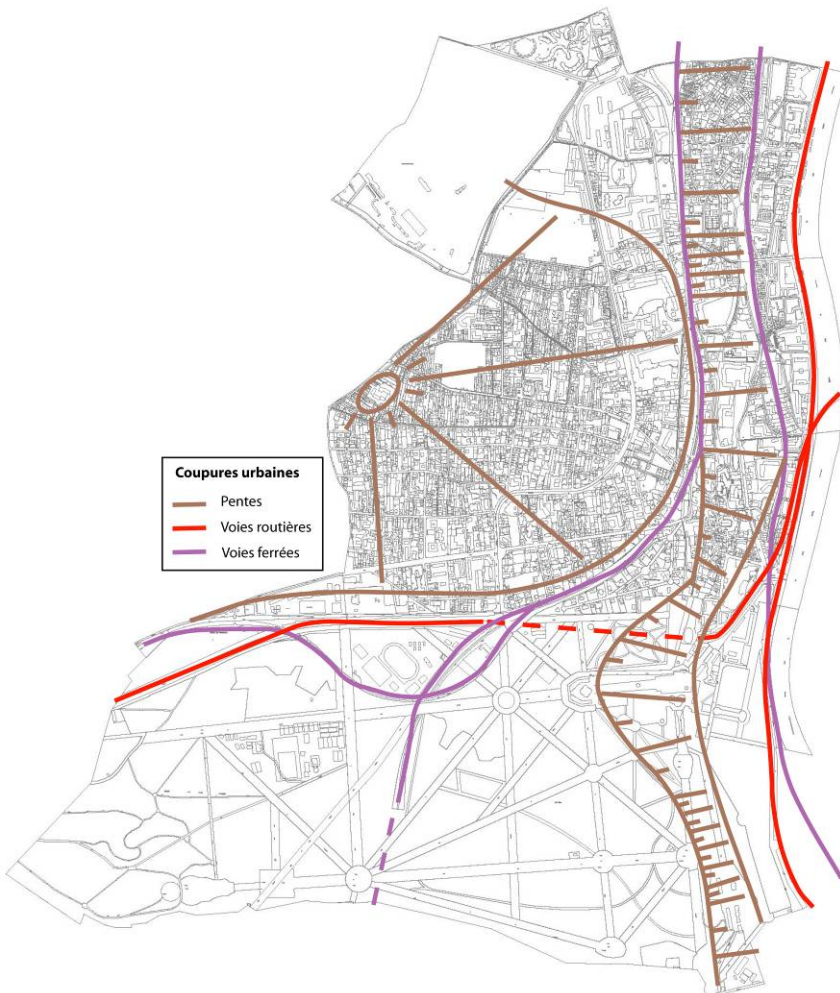 Coupures urbaines
Pentes
Voies routières
Voies ferrées